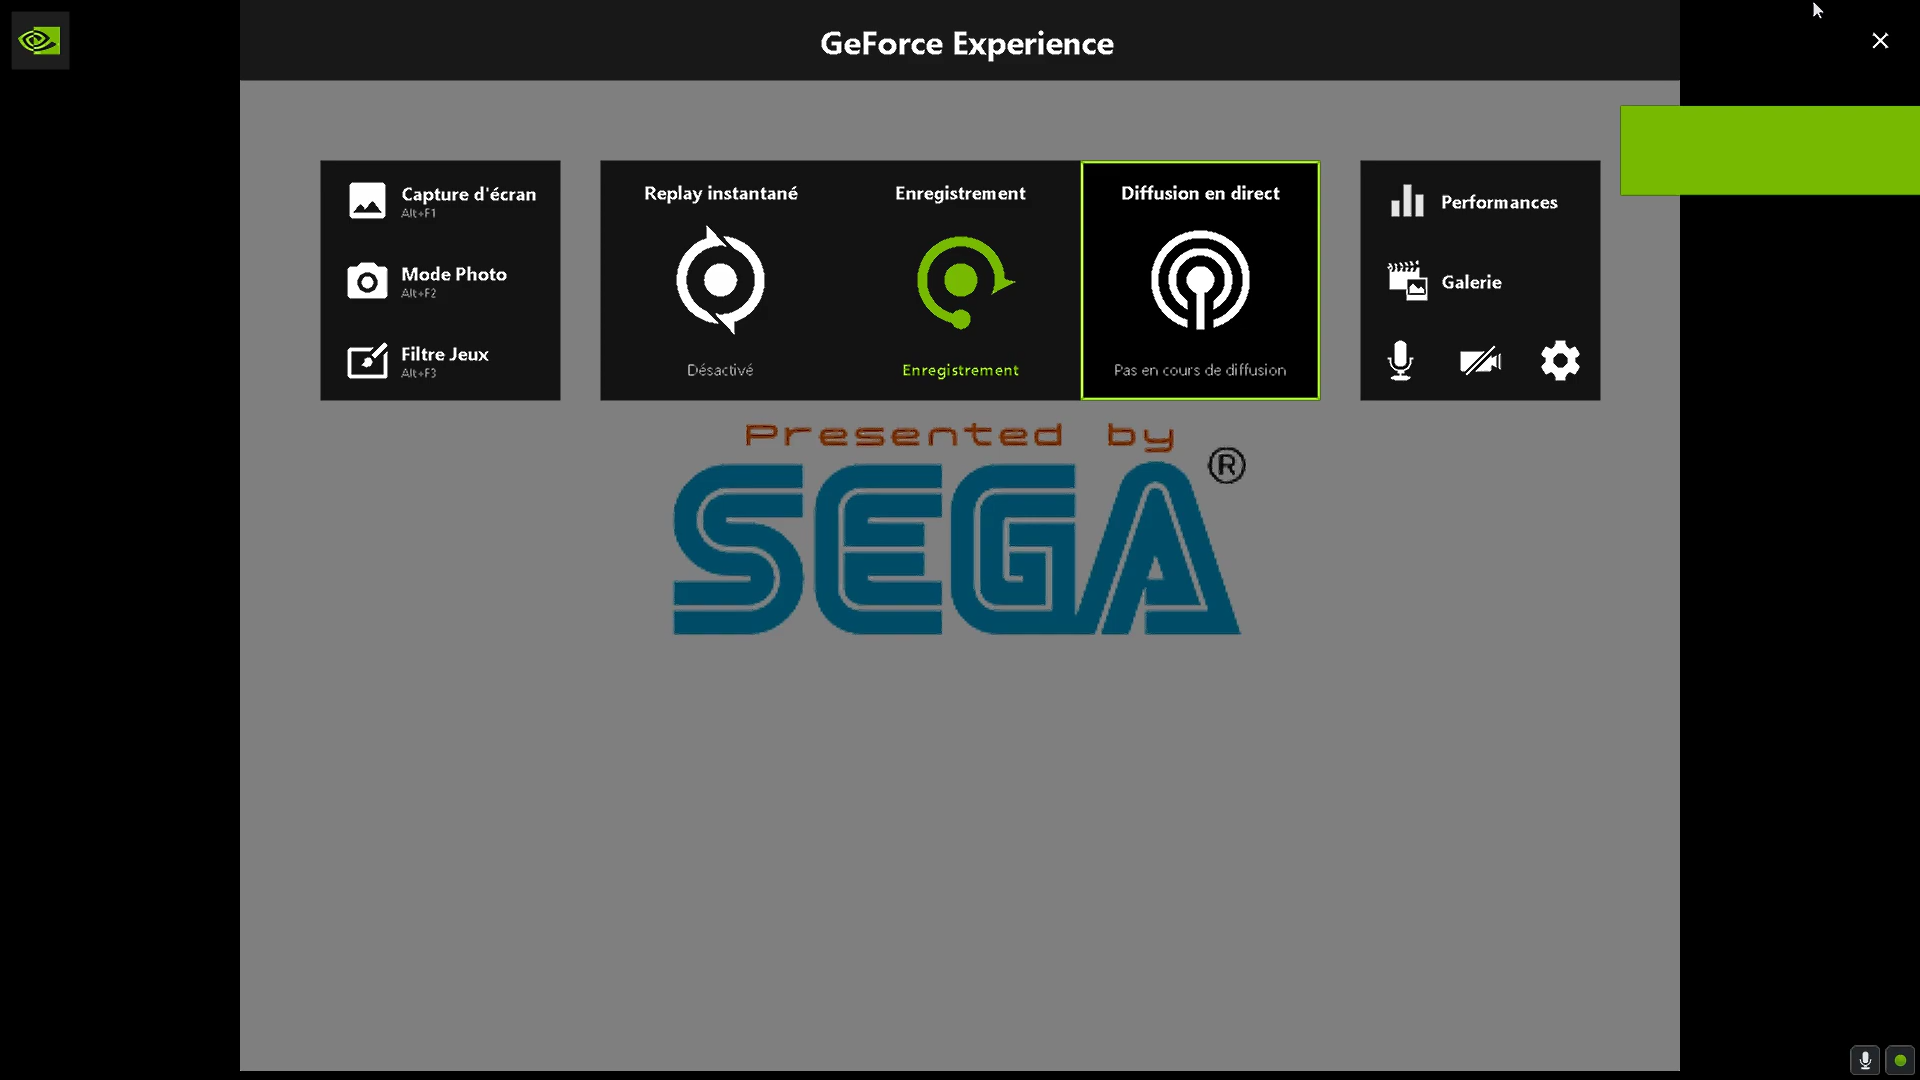 GeForce Experience
Capture d'écran
Alt+F1
Mode Photo
Alt+F2
Filtre Jeux
Alt+F3
Replay instantané
Désactivé
Enregistrement
Enregistrement
Diffusion en direct
Pas en cours de diffusion
Performances
Galerie
Presented by
SEGA®